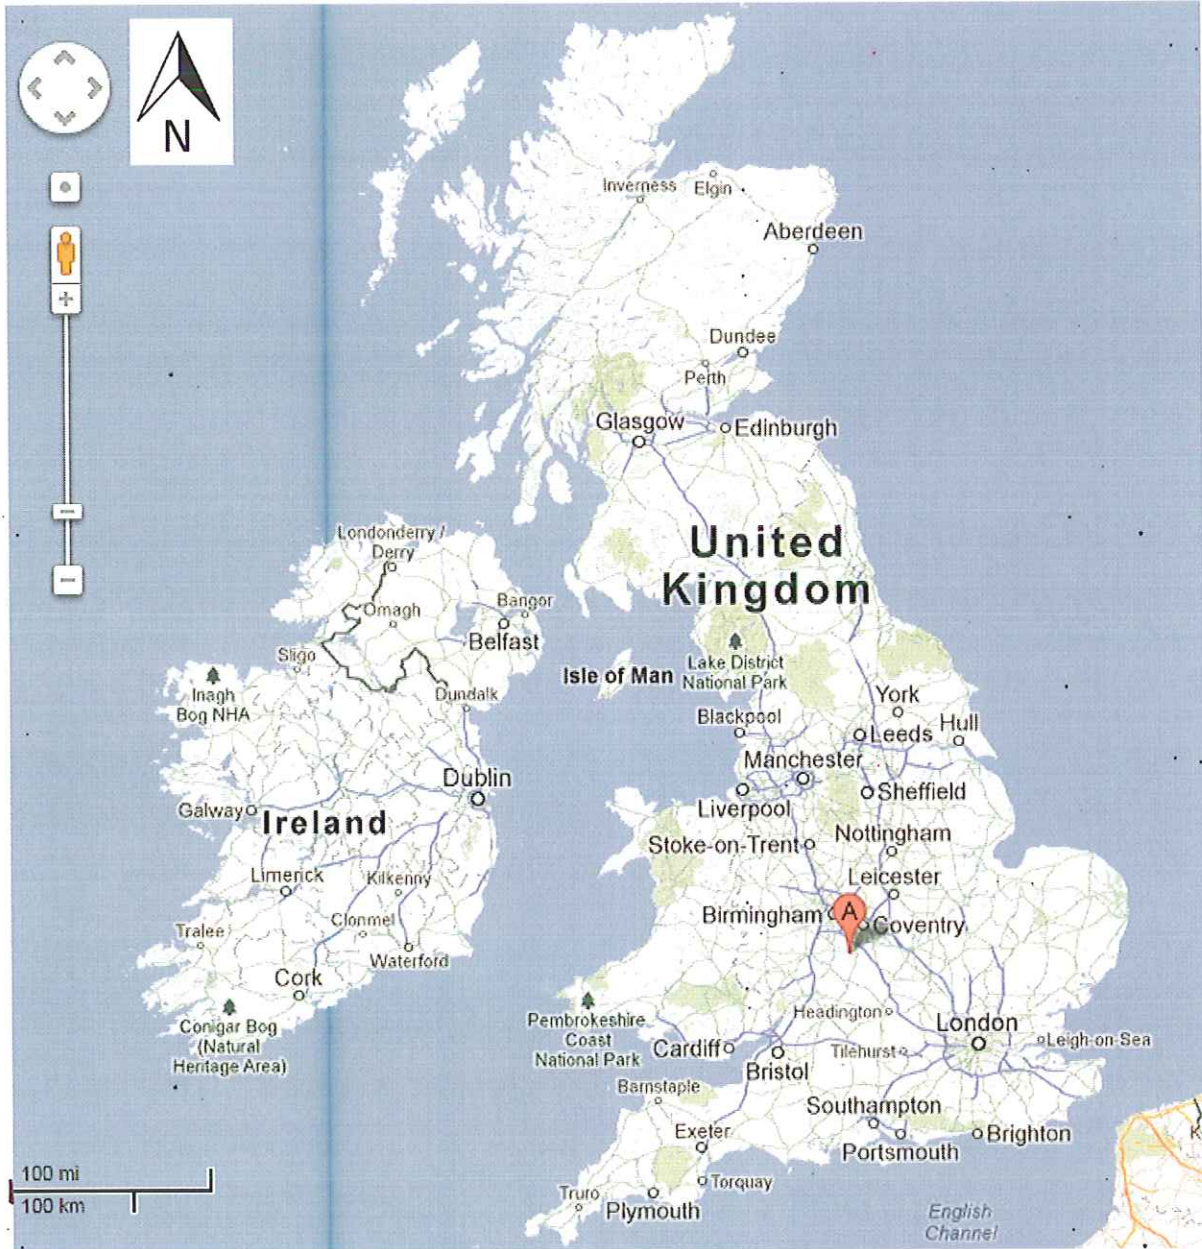 N
Inverness
Elgin
Aberdeen
Dundee
Perth
Glasgow
Edinburgh
United
Kingdom
Londonderry /
Derry
Omagh
Bangor
Belfast
Sligo
Isle of Man
Lake District
National Park
Inagh
Bog NHA
Dundalk
York
Blackpool
Hull
Leeds
Manchester
Dublin
Liverpool
Sheffield
Galway
Ireland
Nottingham
Stoke-on-Trent
Limerick
Kilkenny
Leicester
Birmingham
A
Coventry
Clonmel
Tralee
Waterford
Cork
Conigar Bog
(Natural
Heritage Area)
Pembrokeshire
Coast
National Park
Headington
London
Leigh-on-Sea
Cardiff
Tilehurst
Bristol
Barnstaple
Southampton
Exeter
Portsmouth
Brighton
100 mi
100 km
Torquay
Truro
Plymouth
English
Channel